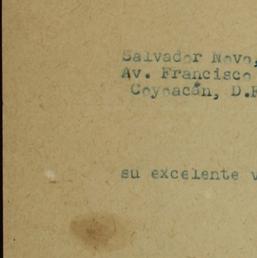 Salvador Novo,
Av. Francisco
Coyoacán, D.F
su excelente v